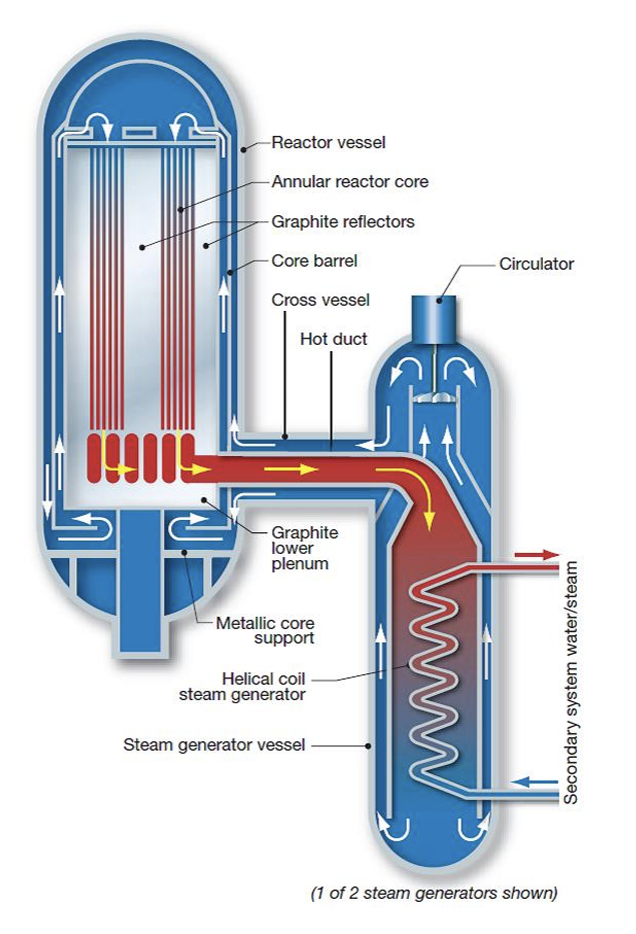 Reactor vessel
Annular reactor core
Graphite reflectors
Core barrel
Cross vessel
Circulator
Hot duct
Graphite
lower
plenum
Metallic core
support
Helical coil
steam generator
Steam generator vessel
Secondary system water/steam
(1 of 2 steam generators shown)